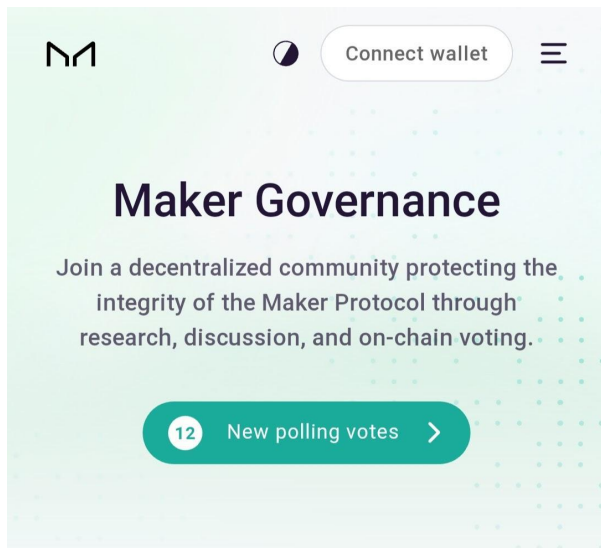 Connect wallet
Maker Governance
Join a decentralized community protecting the
integrity of the Maker Protocol through
research, discussion, and on-chain voting.
12 New polling votes